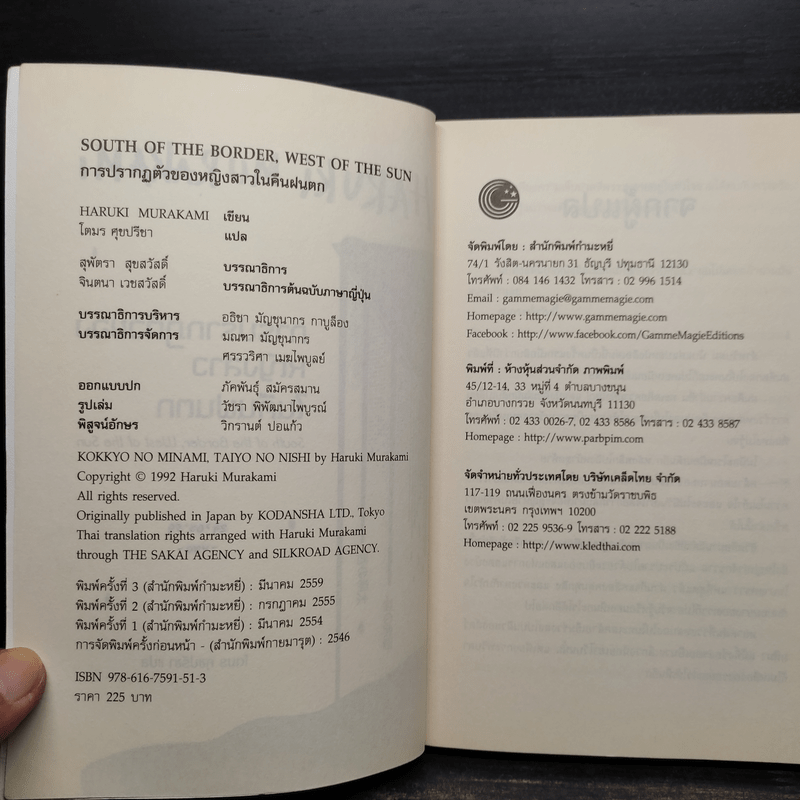 SOUTH OF THE BORDER, WEST OF THE SUN
การปรากฏตัวของหญิงสาวในคืนฝนตก
HARUKI MURAKAMI เขียน
โตมร ศุขปรีชา แปล
สุพัตรา สุขสวัสดิ์ บรรณาธิการ
จินตนา เวชสวัสดิ์ บรรณาธิการต้นฉบับภาษาญี่ปุ่น
บรรณาธิการบริหาร อธิชา มัญชุนากร กาบูล็อง
บรรณาธิการจัดการ มณฑา มัญชุนากร
ศรรวริศา เมฆไพบูลย์
ออกแบบปก ภัคพันธุ์ สมัครสมาน
รูปเล่ม วัชรา พิพัฒนาไพบูรณ์
พิสูจน์อักษร วิกรานต์ ปอแก้ว
KOKKYO NO MINAMI, TAIYO NO NISHI by Haruki Murakami
Copyright © 1992 Haruki Murakami
All rights reserved.
Originally published in Japan by KODANSHA LTD., Tokyo
Thai translation rights arranged with Haruki Murakami
through THE SAKAI AGENCY and SILKROAD AGENCY.
พิมพ์ครั้งที่ 3 (สำนักพิมพ์กำมะหยี่) : มีนาคม 2559
พิมพ์ครั้งที่ 2 (สำนักพิมพ์กำมะหยี่) : กรกฎาคม 2555
พิมพ์ครั้งที่ 1 (สำนักพิมพ์กำมะหยี่) : มีนาคม 2554
การจัดพิมพ์ครั้งก่อนหน้า - (สำนักพิมพ์กายมารุต) : 2546
ISBN 978-616-7591-51-3
ราคา 225 บาท
จัดพิมพ์โดย : สำนักพิมพ์กำมะหยี่
74/1 รังสิต-นครนายก 31 ธัญบุรี ปทุมธานี 12130
โทรศัพท์ : 084 146 1432 โทรสาร : 02 996 1514
Email : gammemagie@gammemagie.com
Homepage : http://www.gammemagie.com
Facebook : http://www.facebook.com/GammeMagieEditions
พิมพ์ที่ : ห้างหุ้นส่วนจำกัด ภาพพิมพ์
45/12-14, 33 หมู่ที่ 4 ตำบลบางขนุน
อำเภอบางกรวย จังหวัดนนทบุรี 11130
โทรศัพท์ : 02 433 0026-7, 02 433 8586 โทรสาร : 02 433 8587
Homepage : http://www.parbpim.com
จัดจำหน่ายทั่วประเทศโดย บริษัทเคล็ดไทย จำกัด
117-119 ถนนเฟื่องนคร ตรงข้ามวัดราชบพิธ
เขตพระนคร กรุงเทพฯ 10200
โทรศัพท์ : 02 225 9536-9 โทรสาร : 02 222 5188
Homepage : http://www.kledthai.com